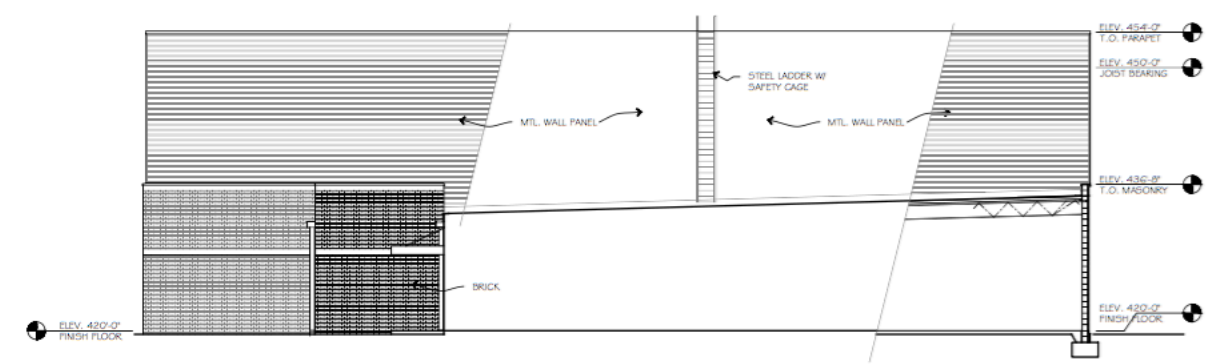 ELEV. 454'-0"
T.O. PARAPET
ELEV. 450'-0"
JOIST BEARING
STEEL LADDER W/
SAFETY CAGE
MTL. WALL PANEL
MTL. WALL PANEL
ELEV. 436'-8"
T.O. MASONRY
BRICK
ELEV. 420'-0"
FINISH FLOOR
ELEV. 420'-0"
FINISH FLOOR